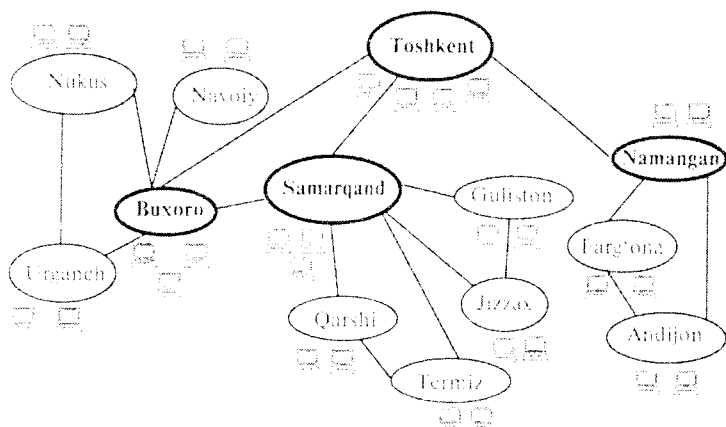 Toshkent
Nukus
Navoiy
Namangan
Samarqand
Guliston
Buxoro
Farg'ona
Urganch
Jizzax
Qarshi
Andijon
Termiz